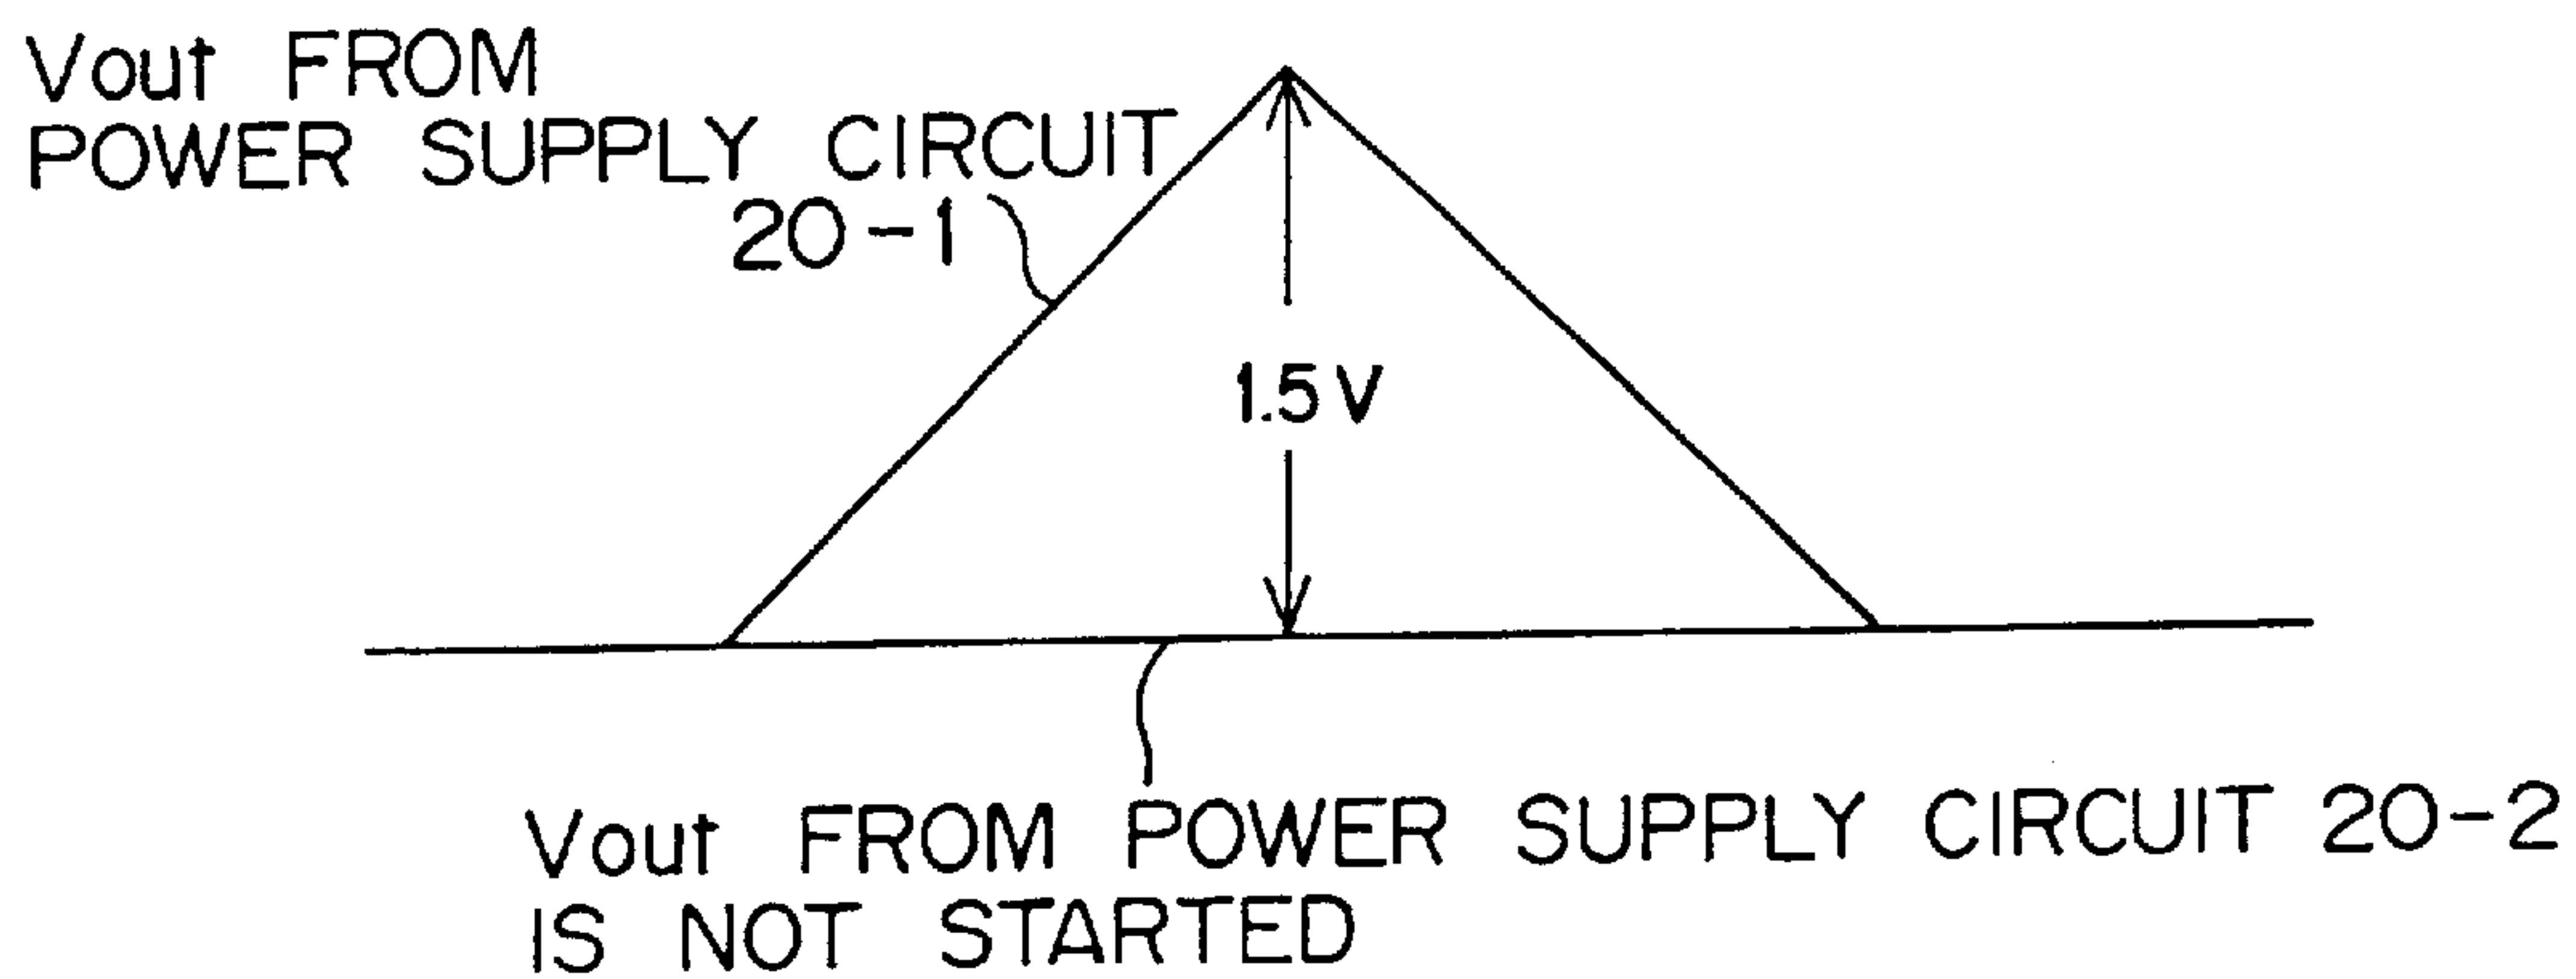 Vout FROM
POWER SUPPLY CIRCUIT
20-1
1.5V
Vout FROM POWER SUPPLY CIRCUIT 20-2
IS NOT STARTED